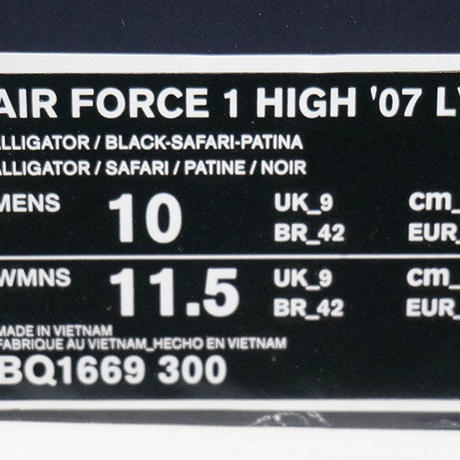 AIR FORCE 1 HIGH '07 LV
ALLIGATOR / BLACK-SAFARI-PATINA
ALLIGATOR / SAFARI / PATINE / NOIR
MENS 10 UK_9 cm_
BR_42 EUR_
WMNS 11.5 UK_9 cm_
BR_42 EUR_
MADE IN VIETNAM
FABRIQUE AU VIETNAM_HECHO EN VIETNAM
BQ1669 300